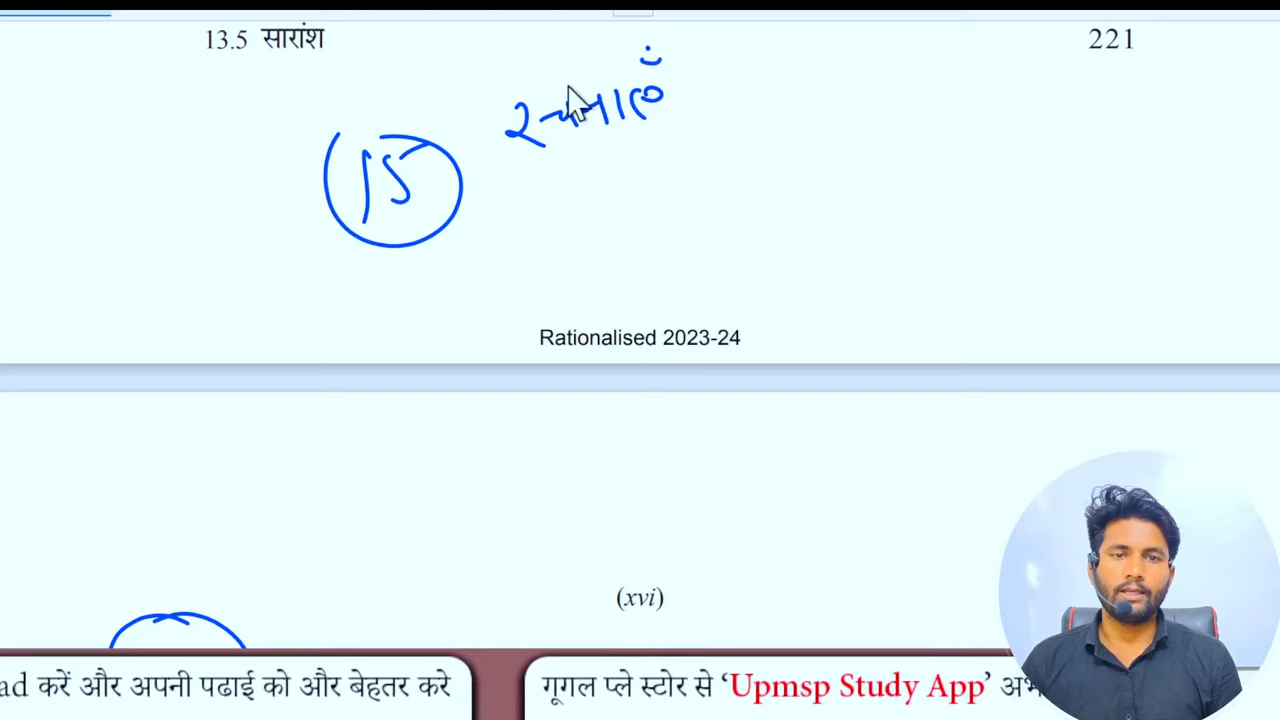 13.5 सारांश 221
15
Rationalised 2023-24
(xvi)
ad करें और अपनी पढाई को और बेहतर करे
गूगल प्ले स्टोर से ‘Upmsp Study App’ अभ